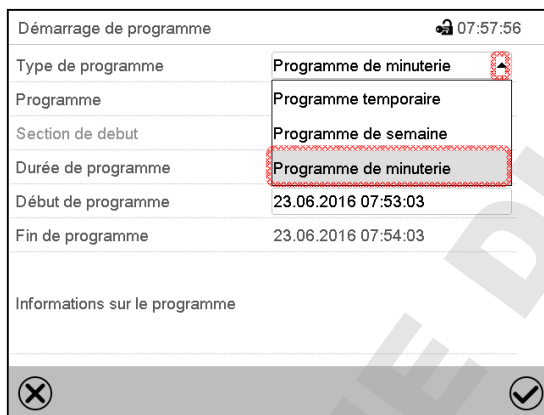 Démarrage de programme 07:57:56
Type de programme Programme de minuterie
Programme Programme temporaire
Section de debut Programme de semaine
Durée de programme Programme de minuterie
Début de programme 23.06.2016 07:53:03
Fin de programme 23.06.2016 07:54:03
Informations sur le programme